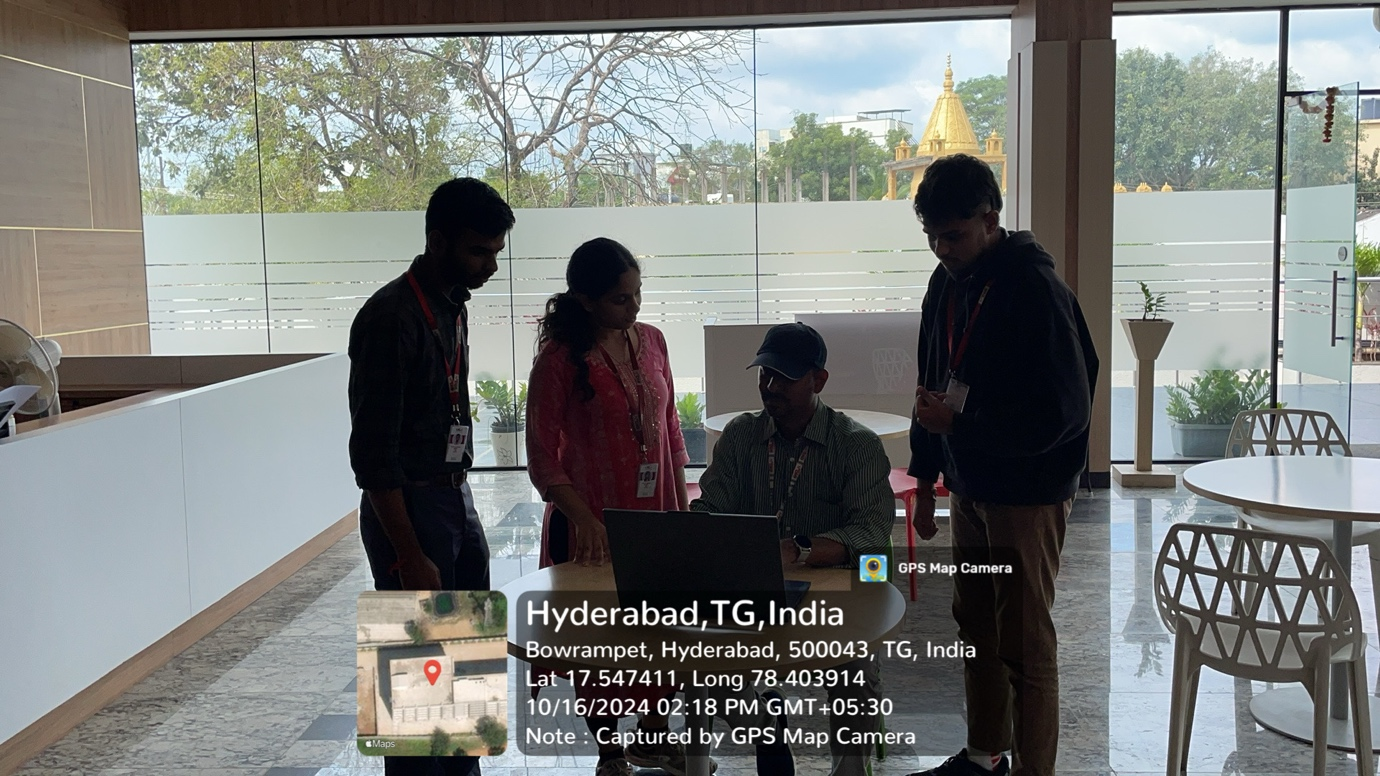 GPS Map Camera
Hyderabad,TG,India
Bowrampet, Hyderabad, 500043, TG, India
Lat 17.547411, Long 78.403914
10/16/2024 02:18 PM GMT+05:30
Note : Captured by GPS Map Camera
Maps